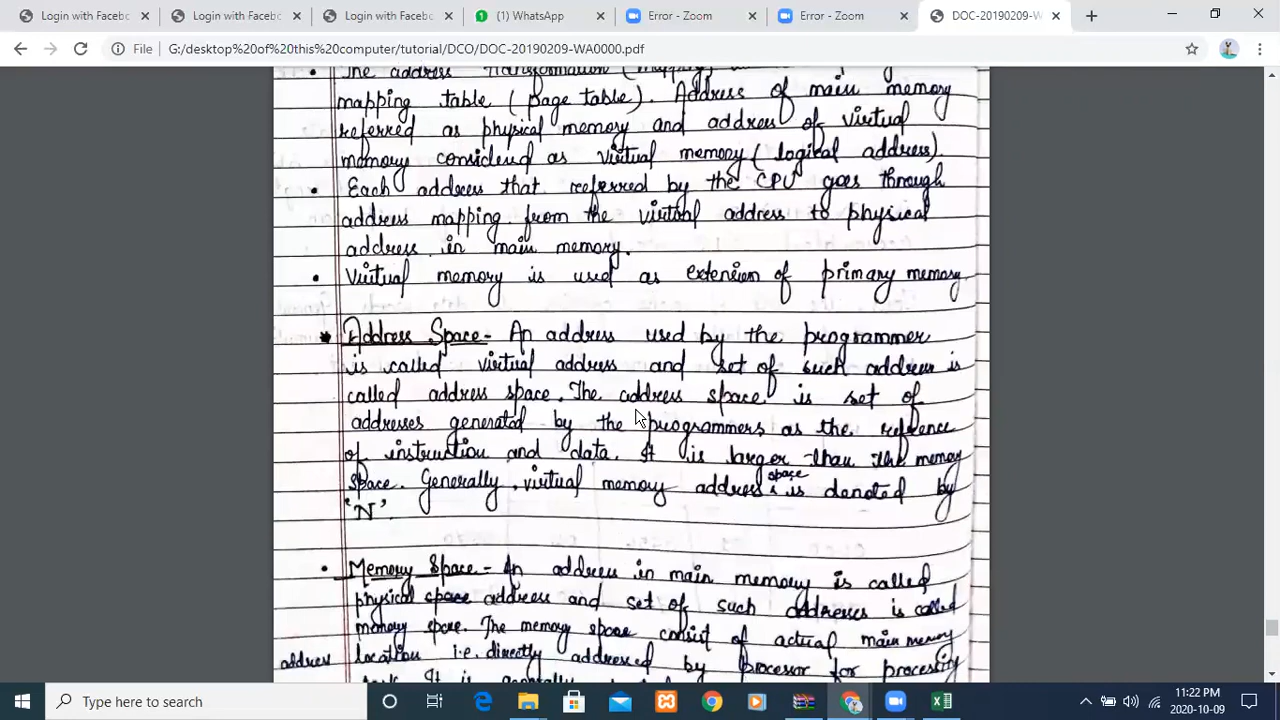 Login with Facebo
Login with Facebo
Login with Facebo
(1) WhatsApp
Error - Zoom
Error - Zoom
DOC-20190209-WA
File
G:/desktop%20of%20this%20computer/tutorial/DCO/DOC-20190209-WA0000.pdf
The address transformation (mapping)
mapping table (page table). Address of main memory
referred as physical memory and address of virtual
memory considered as virtual memory (logical address).
• Each address that referred by the CPU goes through
address mapping from the virtual address to physical
address in main memory.
• Virtual memory is used as extension of primary memory
Address Space - An address used by the programmer
is called virtual address and set of such address is
called address space. The address space is set of
addresses generated by the programmers as the reference
of instruction and data. It is larger than the memory
space. Generally, virtual memory address space is denoted by
'N'.
• Memory Space - An address in main memory is called
physical space address and set of such addresses is called
memory space. The memory space consist of actual main memory
address location i.e. directly addressed by processor for processing
It is generally
Type here to search
11:22 PM
2020-10-09